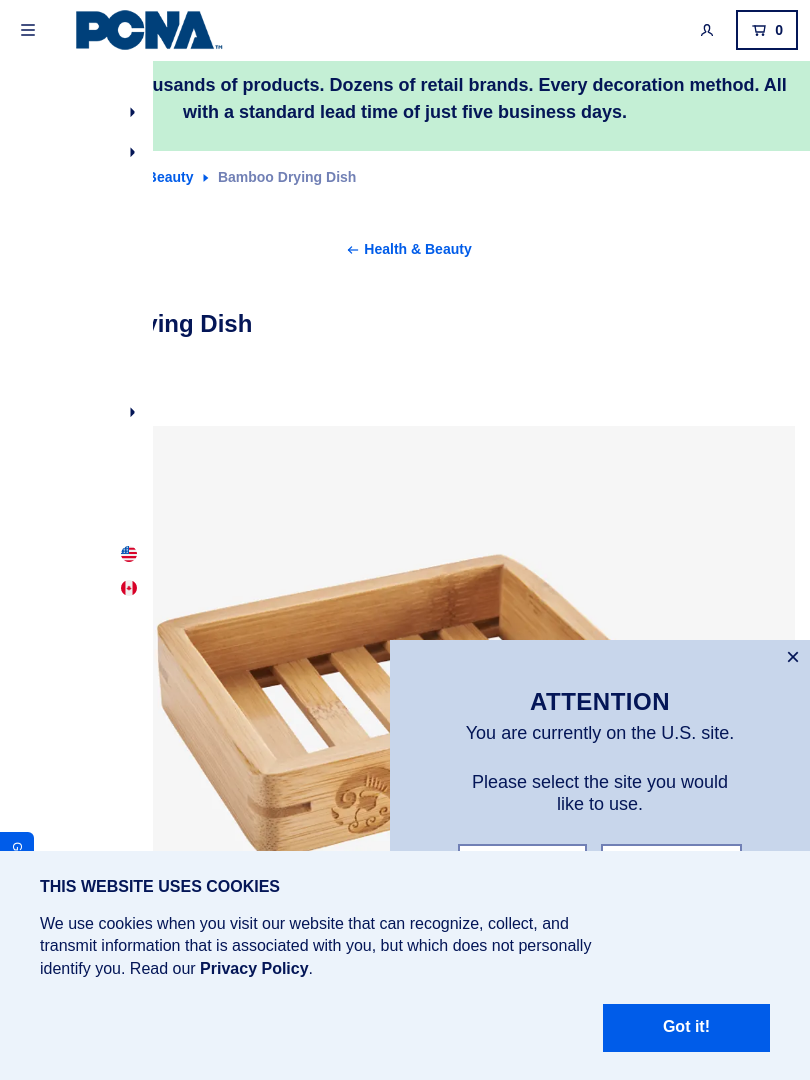 PCNA™
0
usands of products. Dozens of retail brands. Every decoration method. All
with a standard lead time of just five business days.
Beauty
Bamboo Drying Dish
Health & Beauty
ying Dish
ATTENTION
You are currently on the U.S. site.
Please select the site you would
like to use.
G
THIS WEBSITE USES COOKIES
We use cookies when you visit our website that can recognize, collect, and
transmit information that is associated with you, but which does not personally
identify you. Read our Privacy Policy.
Got it!